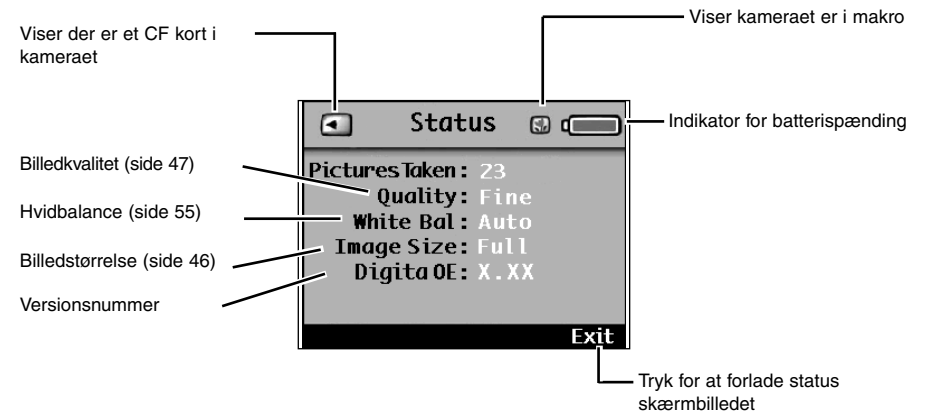 Viser kameraet er i makro
Viser der er et CF kort i
kameraet
Status
Indikator for batterispænding
Billedkvalitet (side 47)
Pictures Taken: 23
Quality: Fine
Hvidbalance (side 55)
White Bal: Auto
Image Size: Full
Billedstørrelse (side 46)
Digita OE: X.XX
Versionsnummer
Exit
Tryk for at forlade status
skærmbilledet